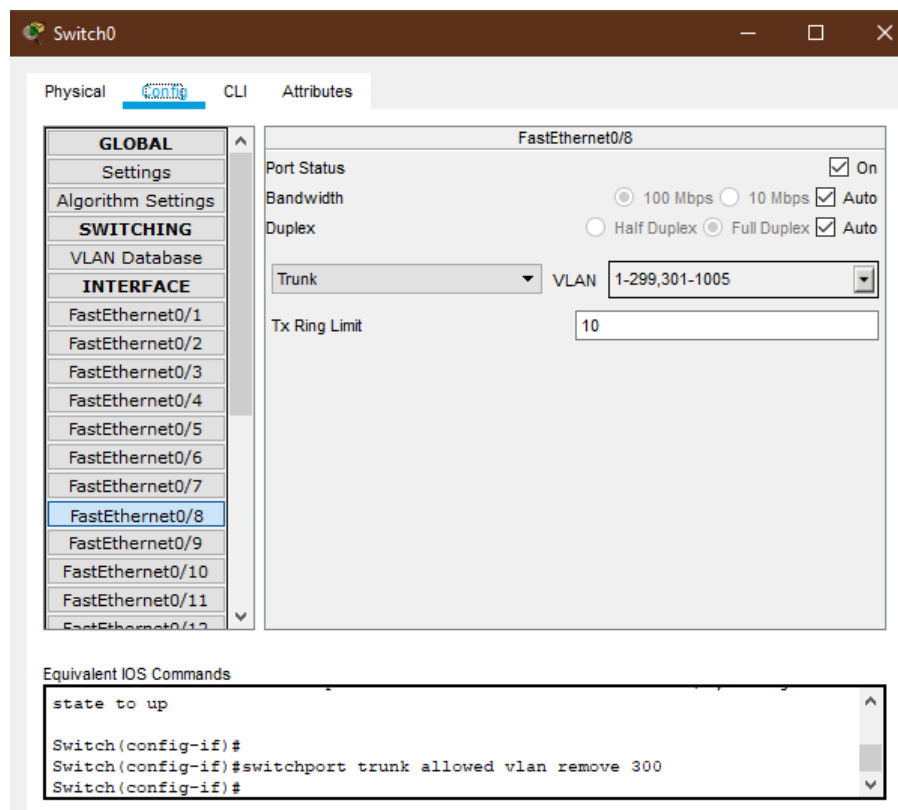 Switch0
Physical Config CLI Attributes
GLOBAL
Settings
Algorithm Settings
SWITCHING
VLAN Database
INTERFACE
FastEthernet0/1
FastEthernet0/2
FastEthernet0/3
FastEthernet0/4
FastEthernet0/5
FastEthernet0/6
FastEthernet0/7
FastEthernet0/8
FastEthernet0/9
FastEthernet0/10
FastEthernet0/11
FastEthernet0/12
FastEthernet0/8
Port Status On
Bandwidth 100 Mbps 10 Mbps Auto
Duplex Half Duplex Full Duplex Auto
Trunk VLAN 1-299,301-1005
Tx Ring Limit 10
Equivalent IOS Commands
state to up
Switch(config-if)#
Switch(config-if)#switchport trunk allowed vlan remove 300
Switch(config-if)#